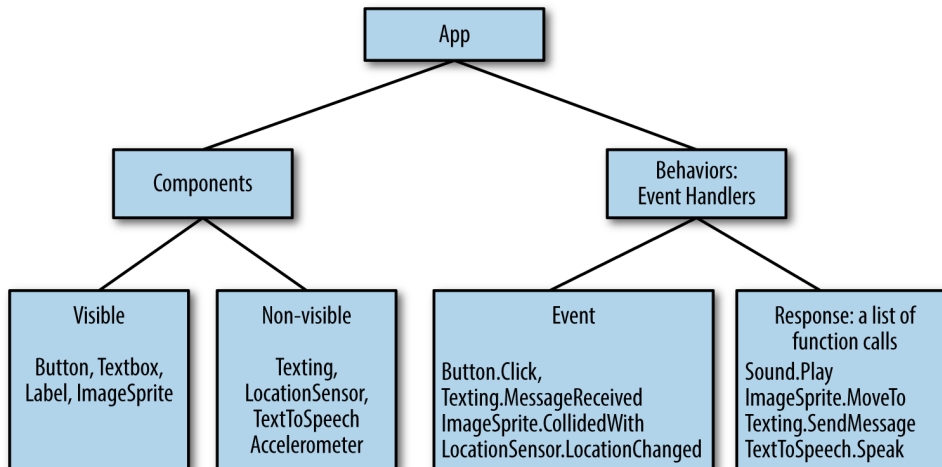 App
Components
Behaviors:
Event Handlers
Visible
Button, Textbox,
Label, ImageSprite
Non-visible
Texting,
LocationSensor,
TextToSpeech
Accelerometer
Event
Button.Click,
Texting.MessageReceived
ImageSprite.CollidedWith
LocationSensor.LocationChanged
Response: a list of
function calls
Sound.Play
ImageSprite.MoveTo
Texting.SendMessage
TextToSpeech.Speak